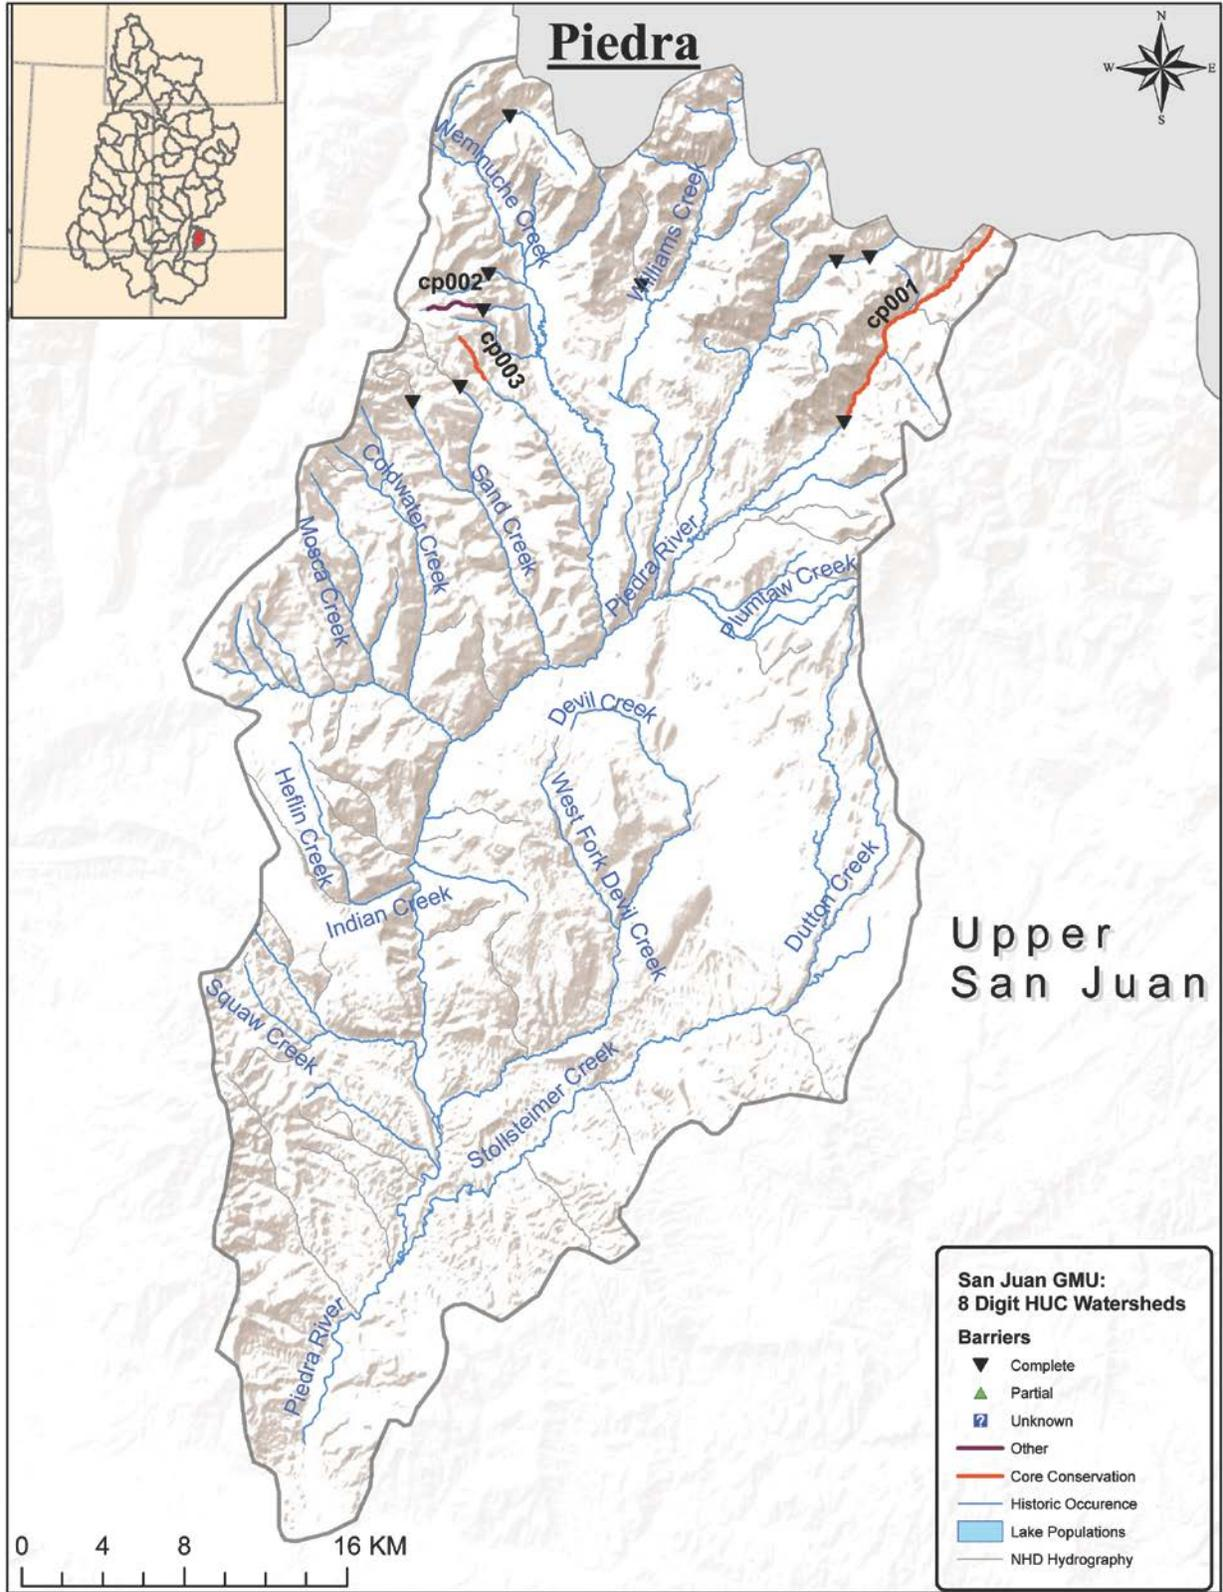 Piedra
N
W
E
S
Weminuche Creek
Williams Creek
cp002
cp001
cp003
Coldwater Creek
Sand Creek
Mosca Creek
Piedra River
Plumtaw Creek
Devil Creek
Heflin Creek
West Fork Devil Creek
Dutton Creek
Indian Creek
Upper
San Juan
Squaw Creek
Stollsteimer Creek
Piedra River
San Juan GMU:
8 Digit HUC Watersheds
Barriers
Complete
Partial
?
Unknown
Other
Core Conservation
Historic Occurence
Lake Populations
NHD Hydrography
0 4 8 16 KM